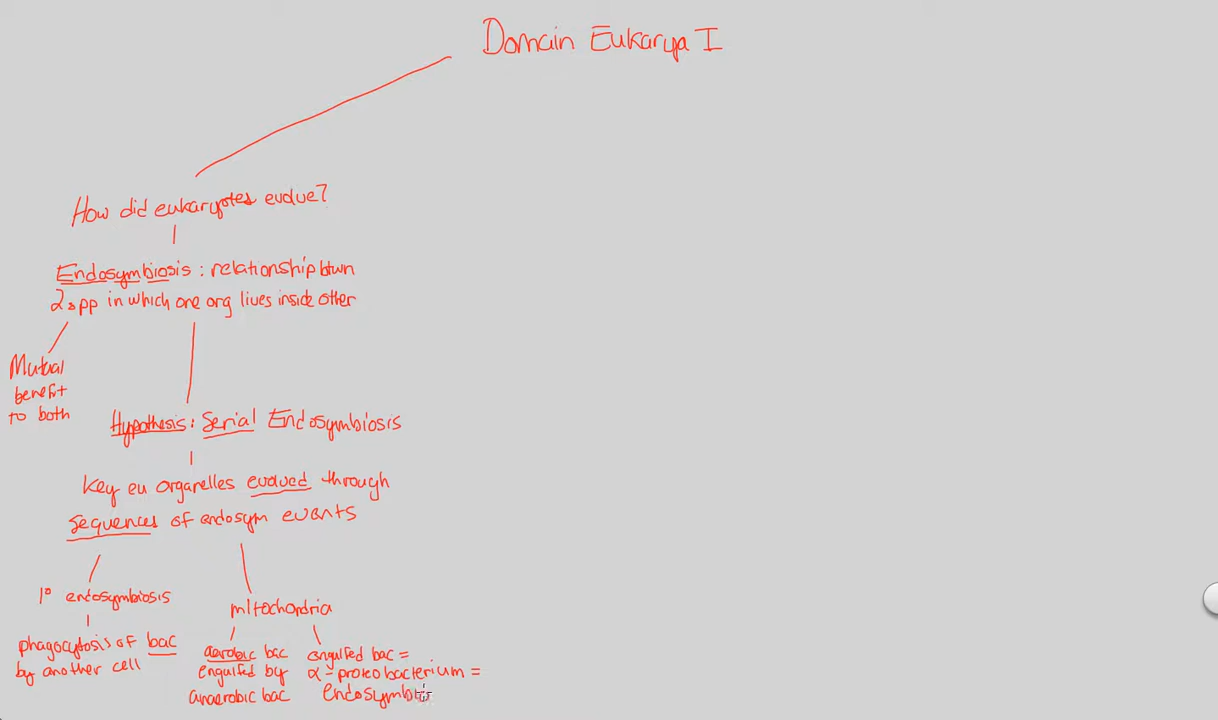 Domain Eukarya I
How did eukaryotes evolve?
Endosymbiosis : relationship btwn
2 spp in which one org lives inside other
Mutual
benefit
to both
Hypothesis : Serial Endosymbiosis
Key eu organelles evolved through
sequences of endosym events
1° endosymbiosis
phagocytosis of bac
by another cell
mitochondria
aerobic bac
engulfed by
anaerobic bac
engulfed bac =
α-proteobacterium =